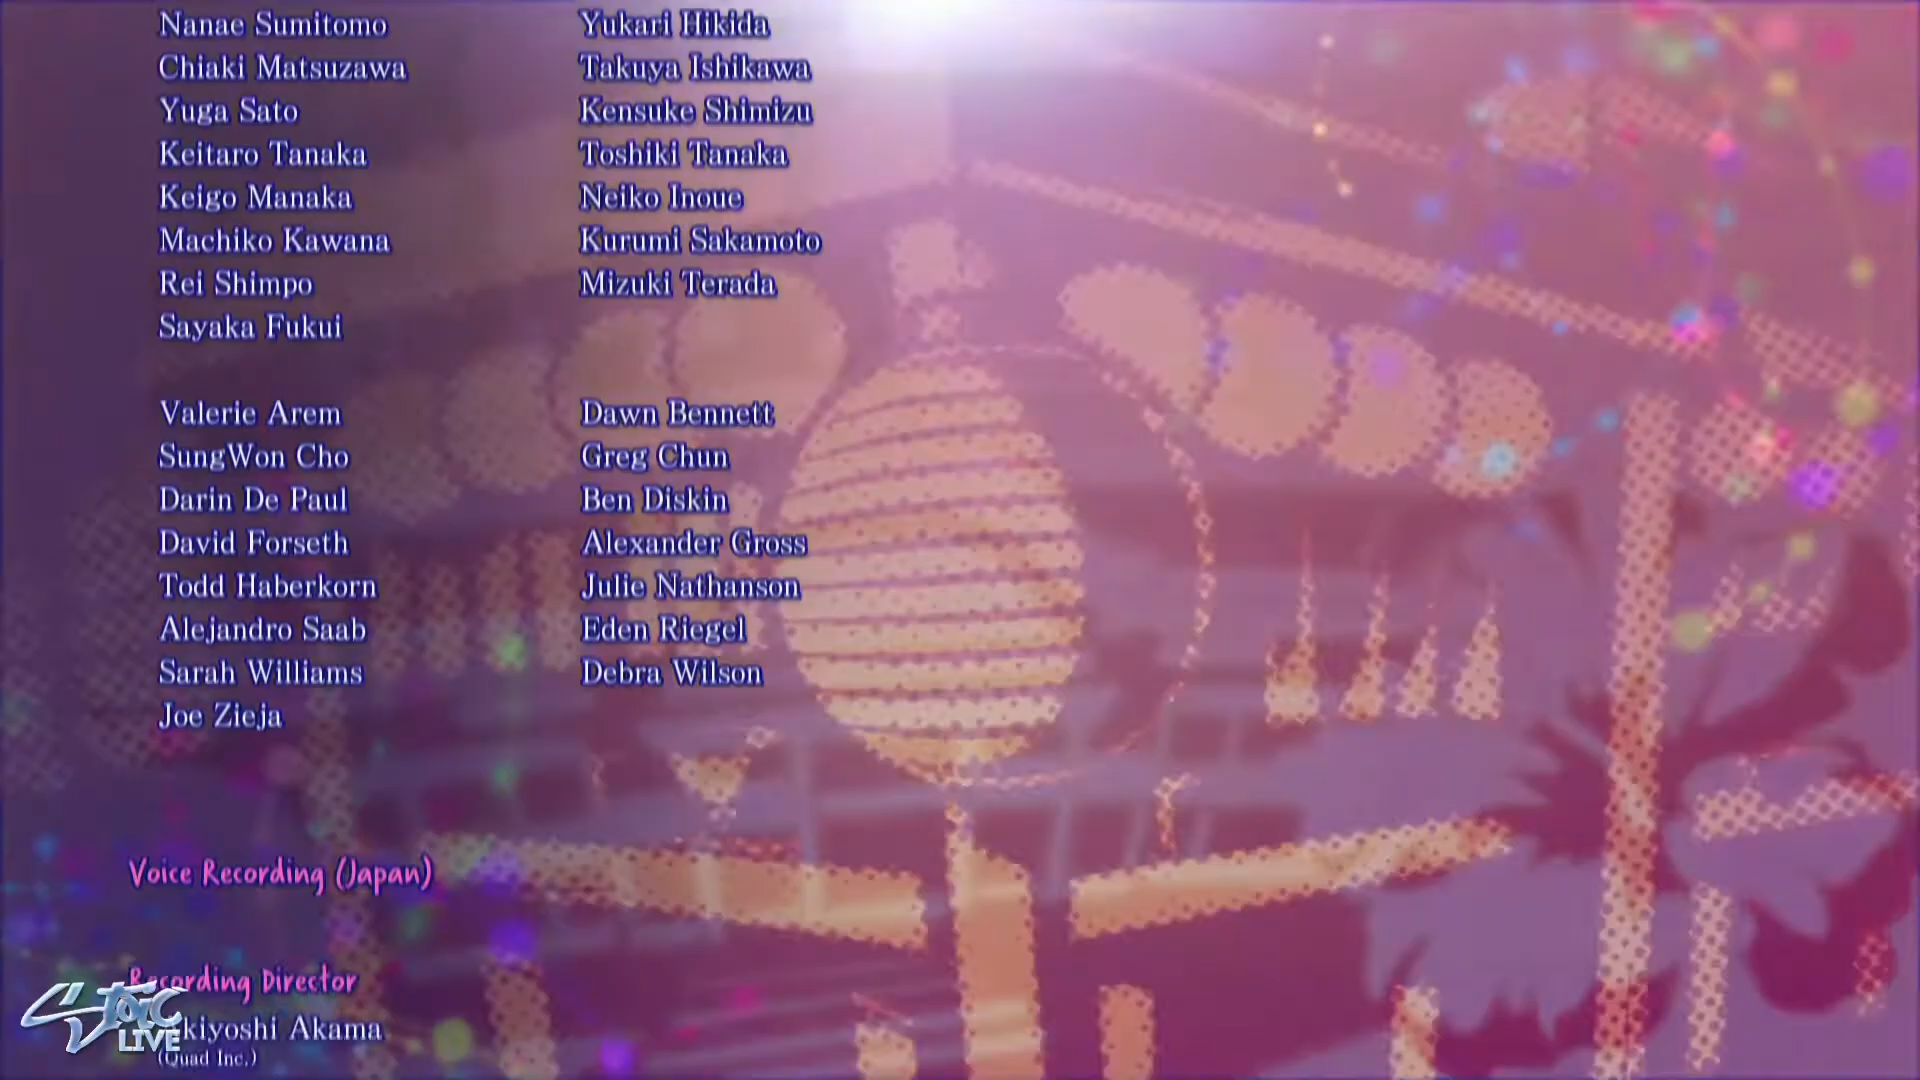 Nanae Sumitomo Yukari Hikida
Chiaki Matsuzawa Takuya Ishikawa
Yuga Sato Kensuke Shimizu
Keitaro Tanaka Toshiki Tanaka
Keigo Manaka Neiko Inoue
Machiko Kawana Kurumi Sakamoto
Rei Shimpo Mizuki Terada
Sayaka Fukui
Valerie Arem Dawn Bennett
SungWon Cho Greg Chun
Darin De Paul Ben Diskin
David Forseth Alexander Gross
Todd Haberkorn Julie Nathanson
Alejandro Saab Eden Riegel
Sarah Williams Debra Wilson
Joe Zieja
Voice Recording (Japan)
Recording Director
Akama
(Quad Inc.)
LIVE